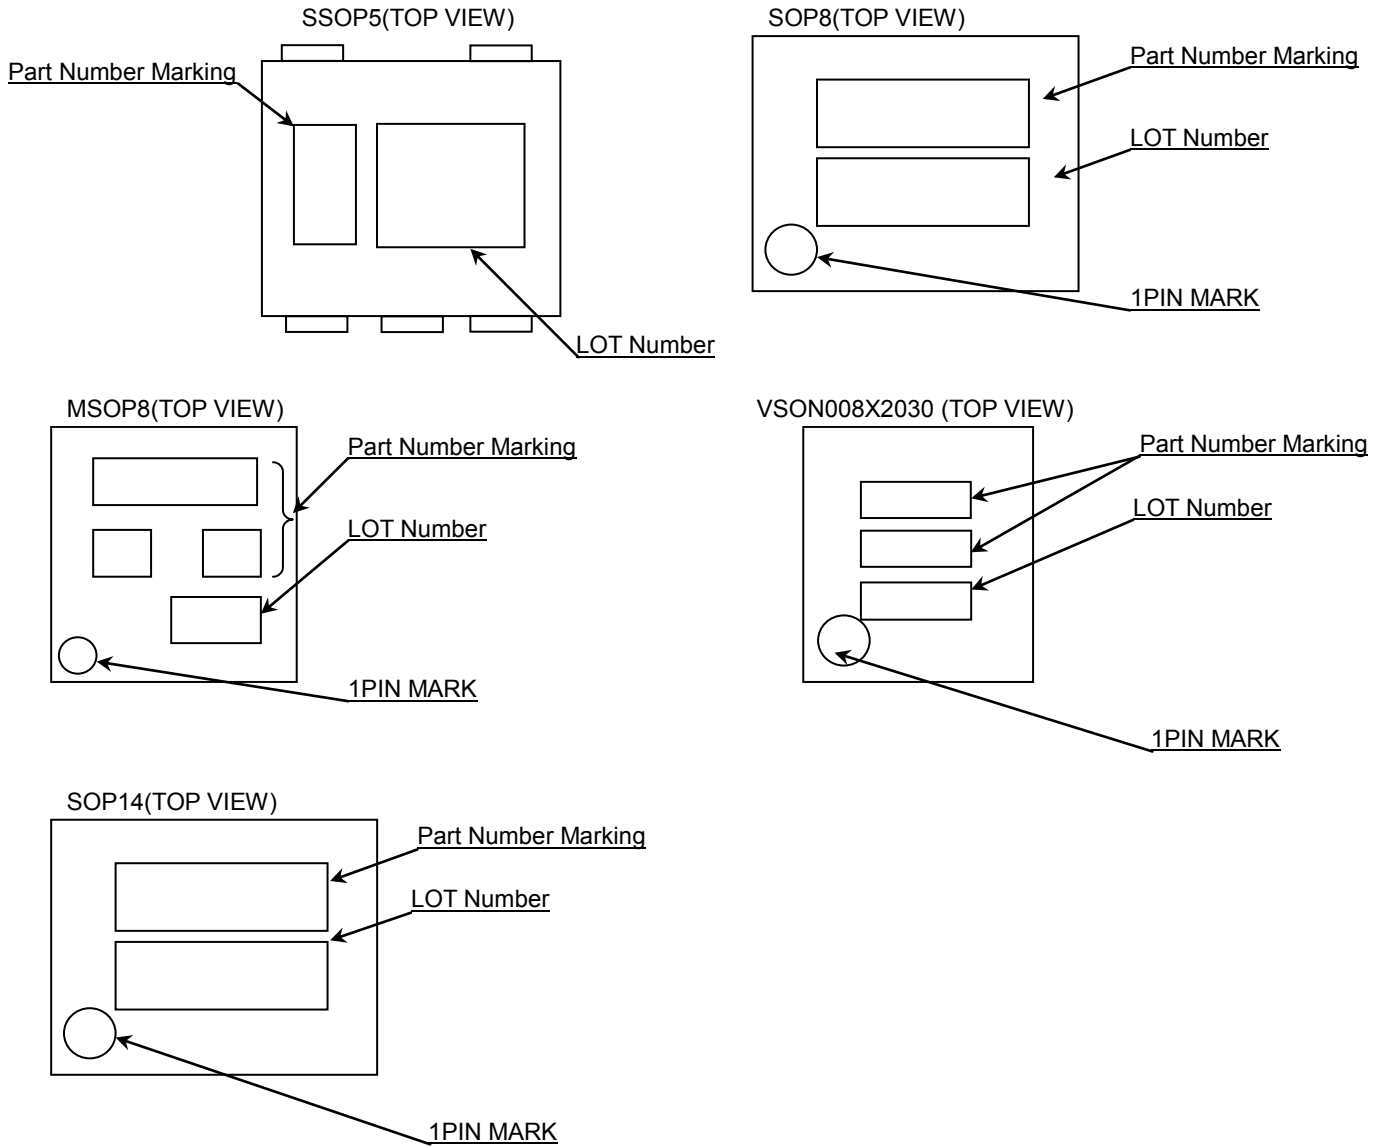 SSOP5(TOP VIEW)
Part Number Marking
LOT Number
SOP8(TOP VIEW)
Part Number Marking
LOT Number
1PIN MARK
MSOP8(TOP VIEW)
Part Number Marking
LOT Number
1PIN MARK
VSON008X2030 (TOP VIEW)
Part Number Marking
LOT Number
1PIN MARK
SOP14(TOP VIEW)
Part Number Marking
LOT Number
1PIN MARK